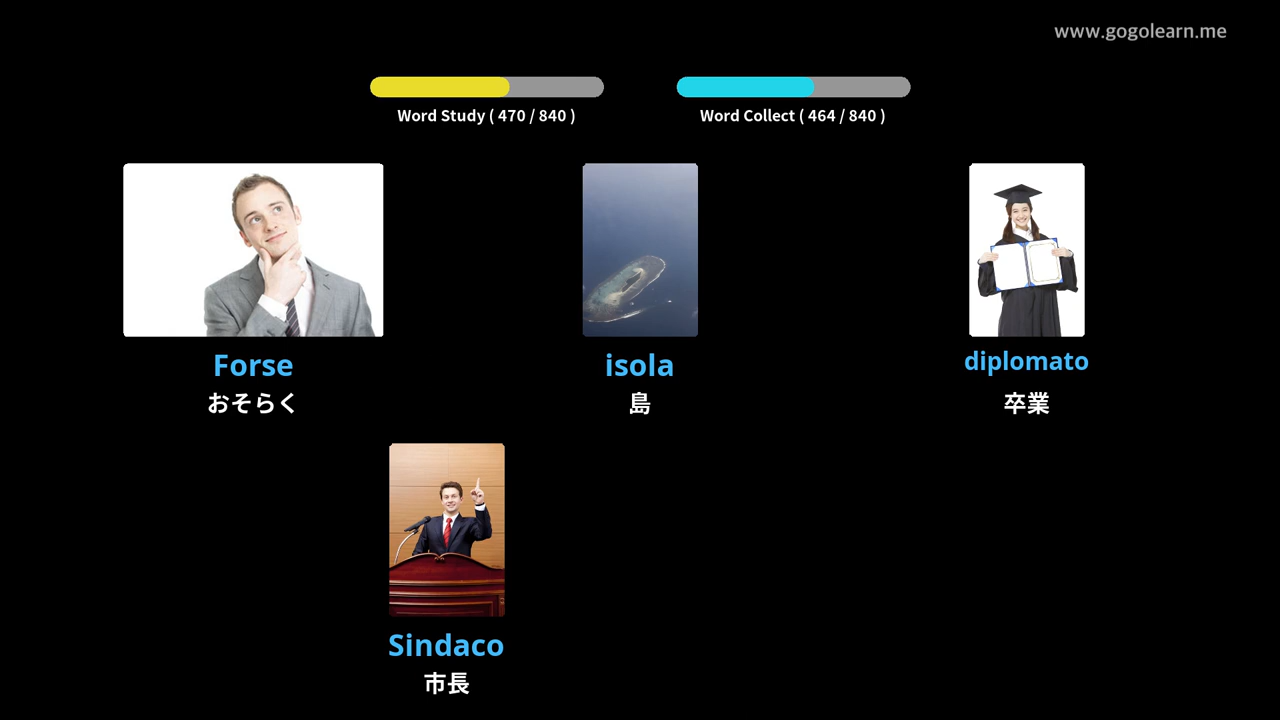 www.gogolearn.me
Word Study ( 470 / 840 )
Word Collect ( 464 / 840 )
Forse
おそらく
isola
島
diplomato
卒業
Sindaco
市長